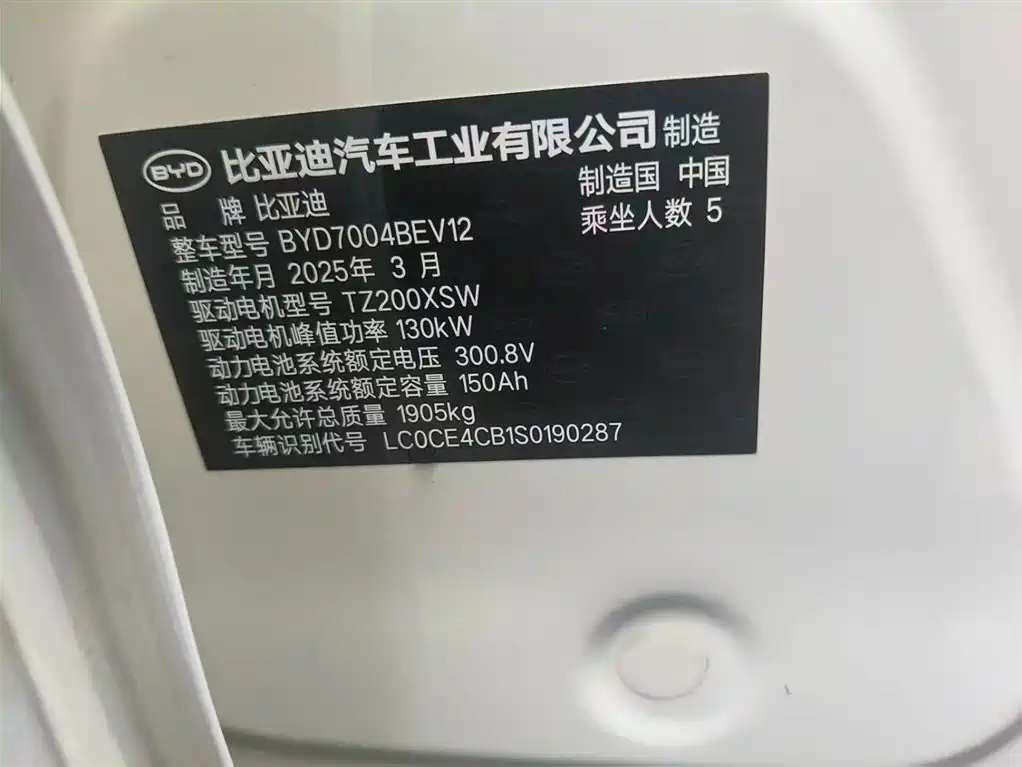 BYD 比亚迪汽车工业有限公司 制造
品 牌 比亚迪
制造国 中国
整车型号 BYD7004BEV12
乘坐人数 5
制造年月 2025年 3 月
驱动电机型号 TZ200XSW
驱动电机峰值功率 130kW
动力电池系统额定电压 300.8V
动力电池系统额定容量 150Ah
最大允许总质量 1905kg
车辆识别代号 LC0CE4CB1S0190287